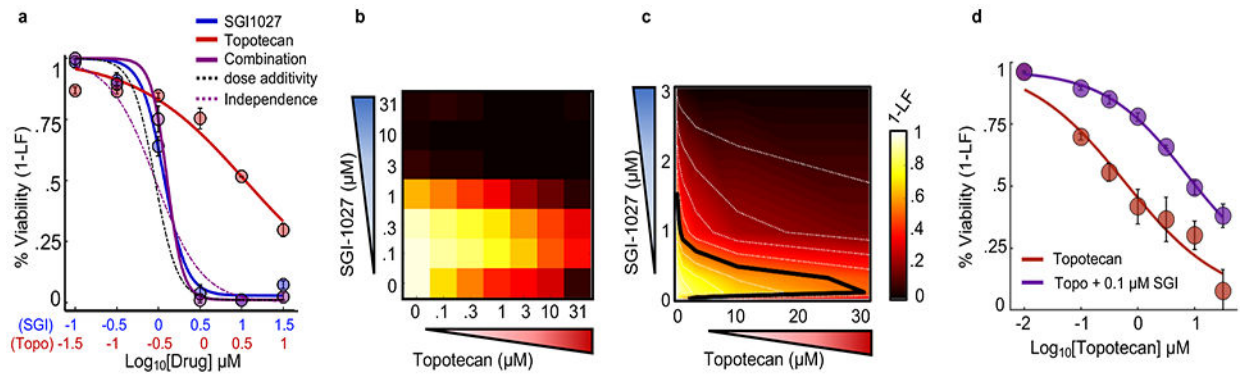 a
SGI1027
Topotecan
Combination
dose additivity
Independence
% Viability (1-LF)
1
.75
.5
.25
0
-1 -0.5 0 0.5 1 1.5
(SGI)
(Topo)
-1.5 -1 -0.5 0 0.5 1
Log10[Drug] µM
b
SGI-1027 (µM)
31
10
3
1
.3
.1
0
0 .1 .3 1 3 10 31
Topotecan (µM)
c
SGI-1027 (µM)
3
2
1
0
0 10 20 30
Topotecan (µM)
1-LF
1
.8
.6
.4
.2
0
d
% Viability (1-LF)
1
.75
.5
.25
0
Topotecan
Topo + 0.1 µM SGI
-2 -1 0 1
Log10[Topotecan] µM